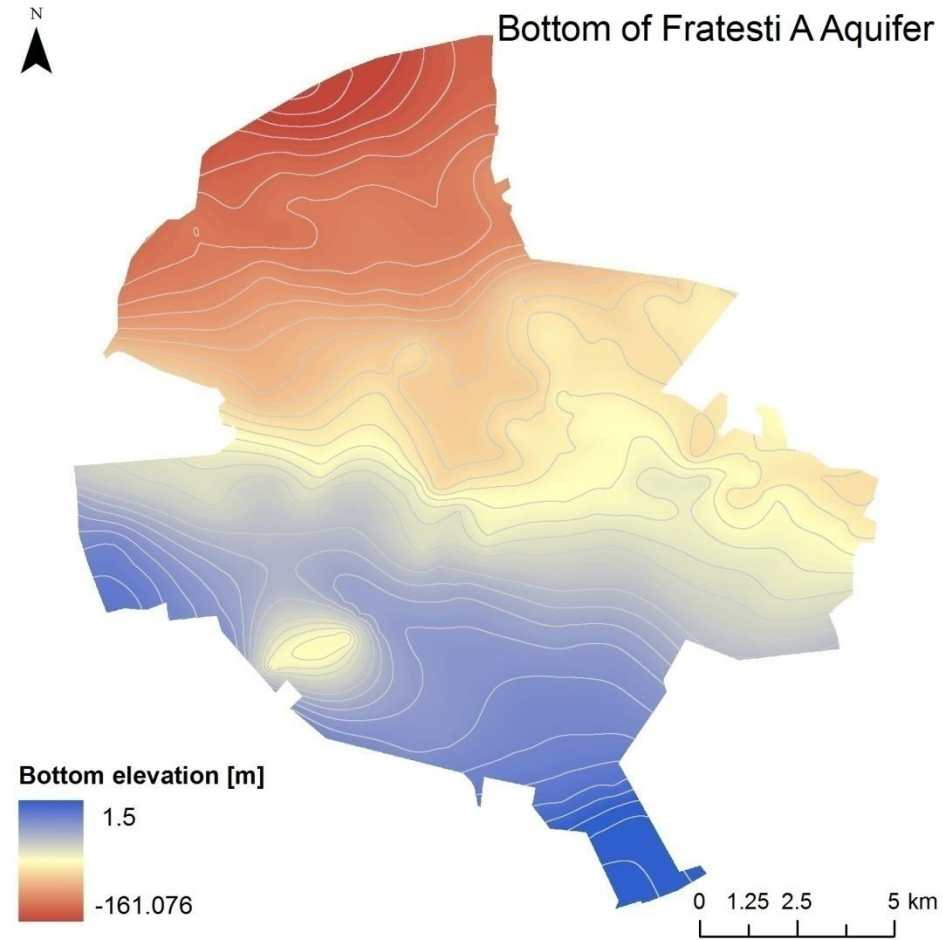 N
Bottom of Fratesti A Aquifer
Bottom elevation [m]
1.5
-161.076
0 1.25 2.5 5 km